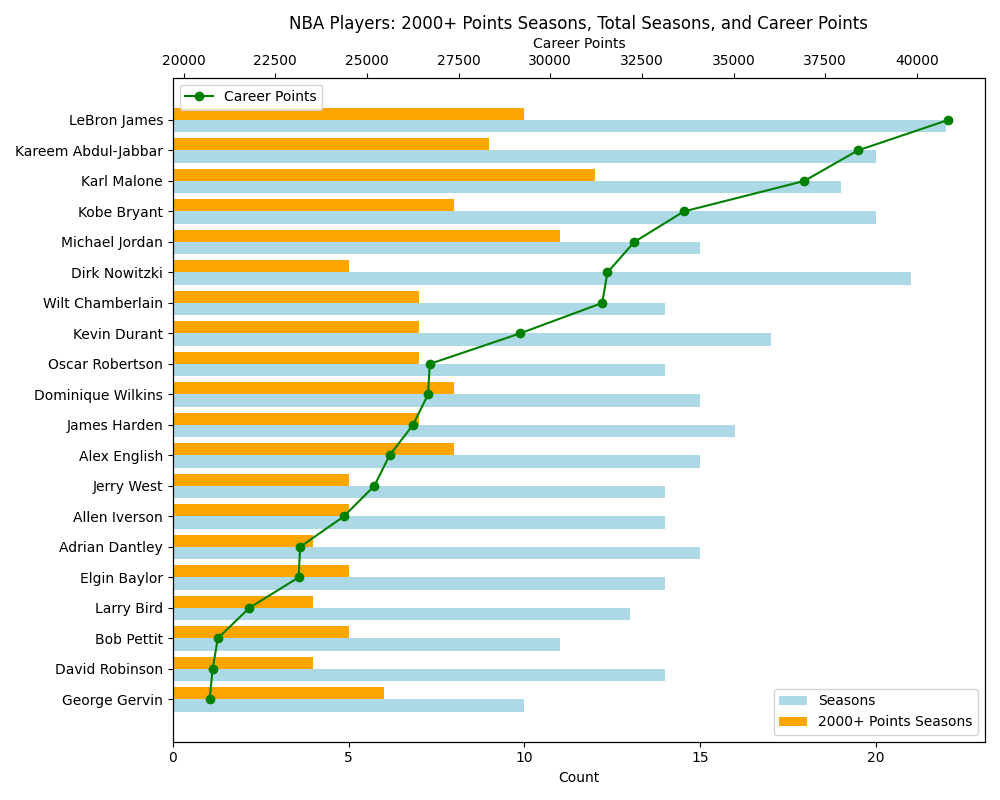 NBA Players: 2000+ Points Seasons, Total Seasons, and Career Points
Career Points
20000 22500 25000 27500 30000 32500 35000 37500 40000
Career Points
LeBron James
Kareem Abdul-Jabbar
Karl Malone
Kobe Bryant
Michael Jordan
Dirk Nowitzki
Wilt Chamberlain
Kevin Durant
Oscar Robertson
Dominique Wilkins
James Harden
Alex English
Jerry West
Allen Iverson
Adrian Dantley
Elgin Baylor
Larry Bird
Bob Pettit
David Robinson
George Gervin
Seasons
2000+ Points Seasons
0 5 10 15 20
Count